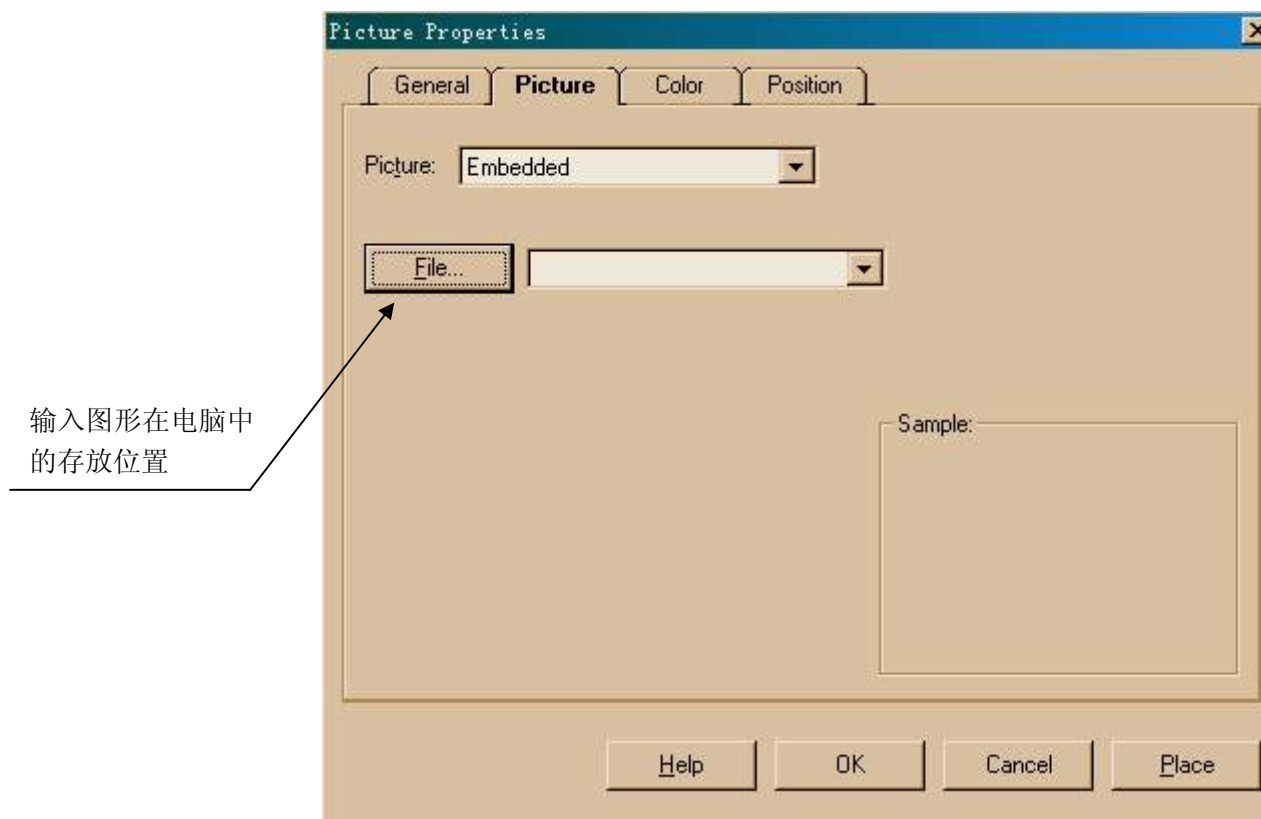 Picture Properties
General Picture Color Position
Picture: Embedded
File...
输入图形在电脑中
的存放位置
Sample:
Help OK Cancel Place